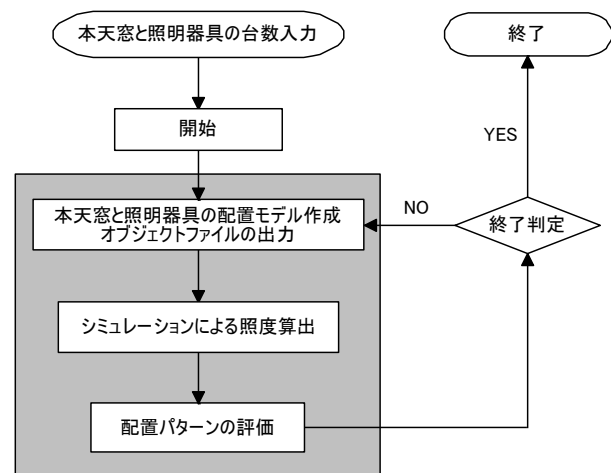 本天窓と照明器具の台数入力
終了
開始
YES
本天窓と照明器具の配置モデル作成
オブジェクトファイルの出力
NO
終了判定
シミュレーションによる照度算出
配置パターンの評価